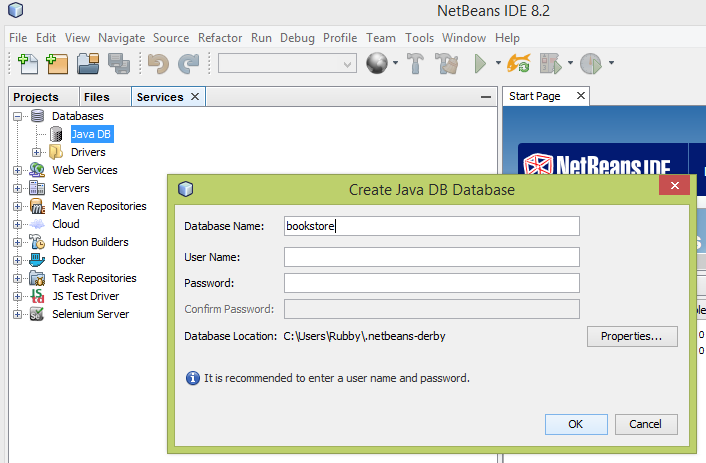 NetBeans IDE 8.2
File Edit View Navigate Source Refactor Run Debug Profile Team Tools Window Help
Projects Files Services Start Page
Databases
Java DB
Drivers
Web Services
Servers
Maven Repositories
Cloud
Hudson Builders
Docker
Task Repositories
JS Test Driver
Selenium Server
NetBeans IDE
Create Java DB Database
Database Name: bookstore
User Name:
Password:
Confirm Password:
Database Location: C:\Users\Rubby\.netbeans-derby Properties...
It is recommended to enter a user name and password.
OK Cancel
0
0